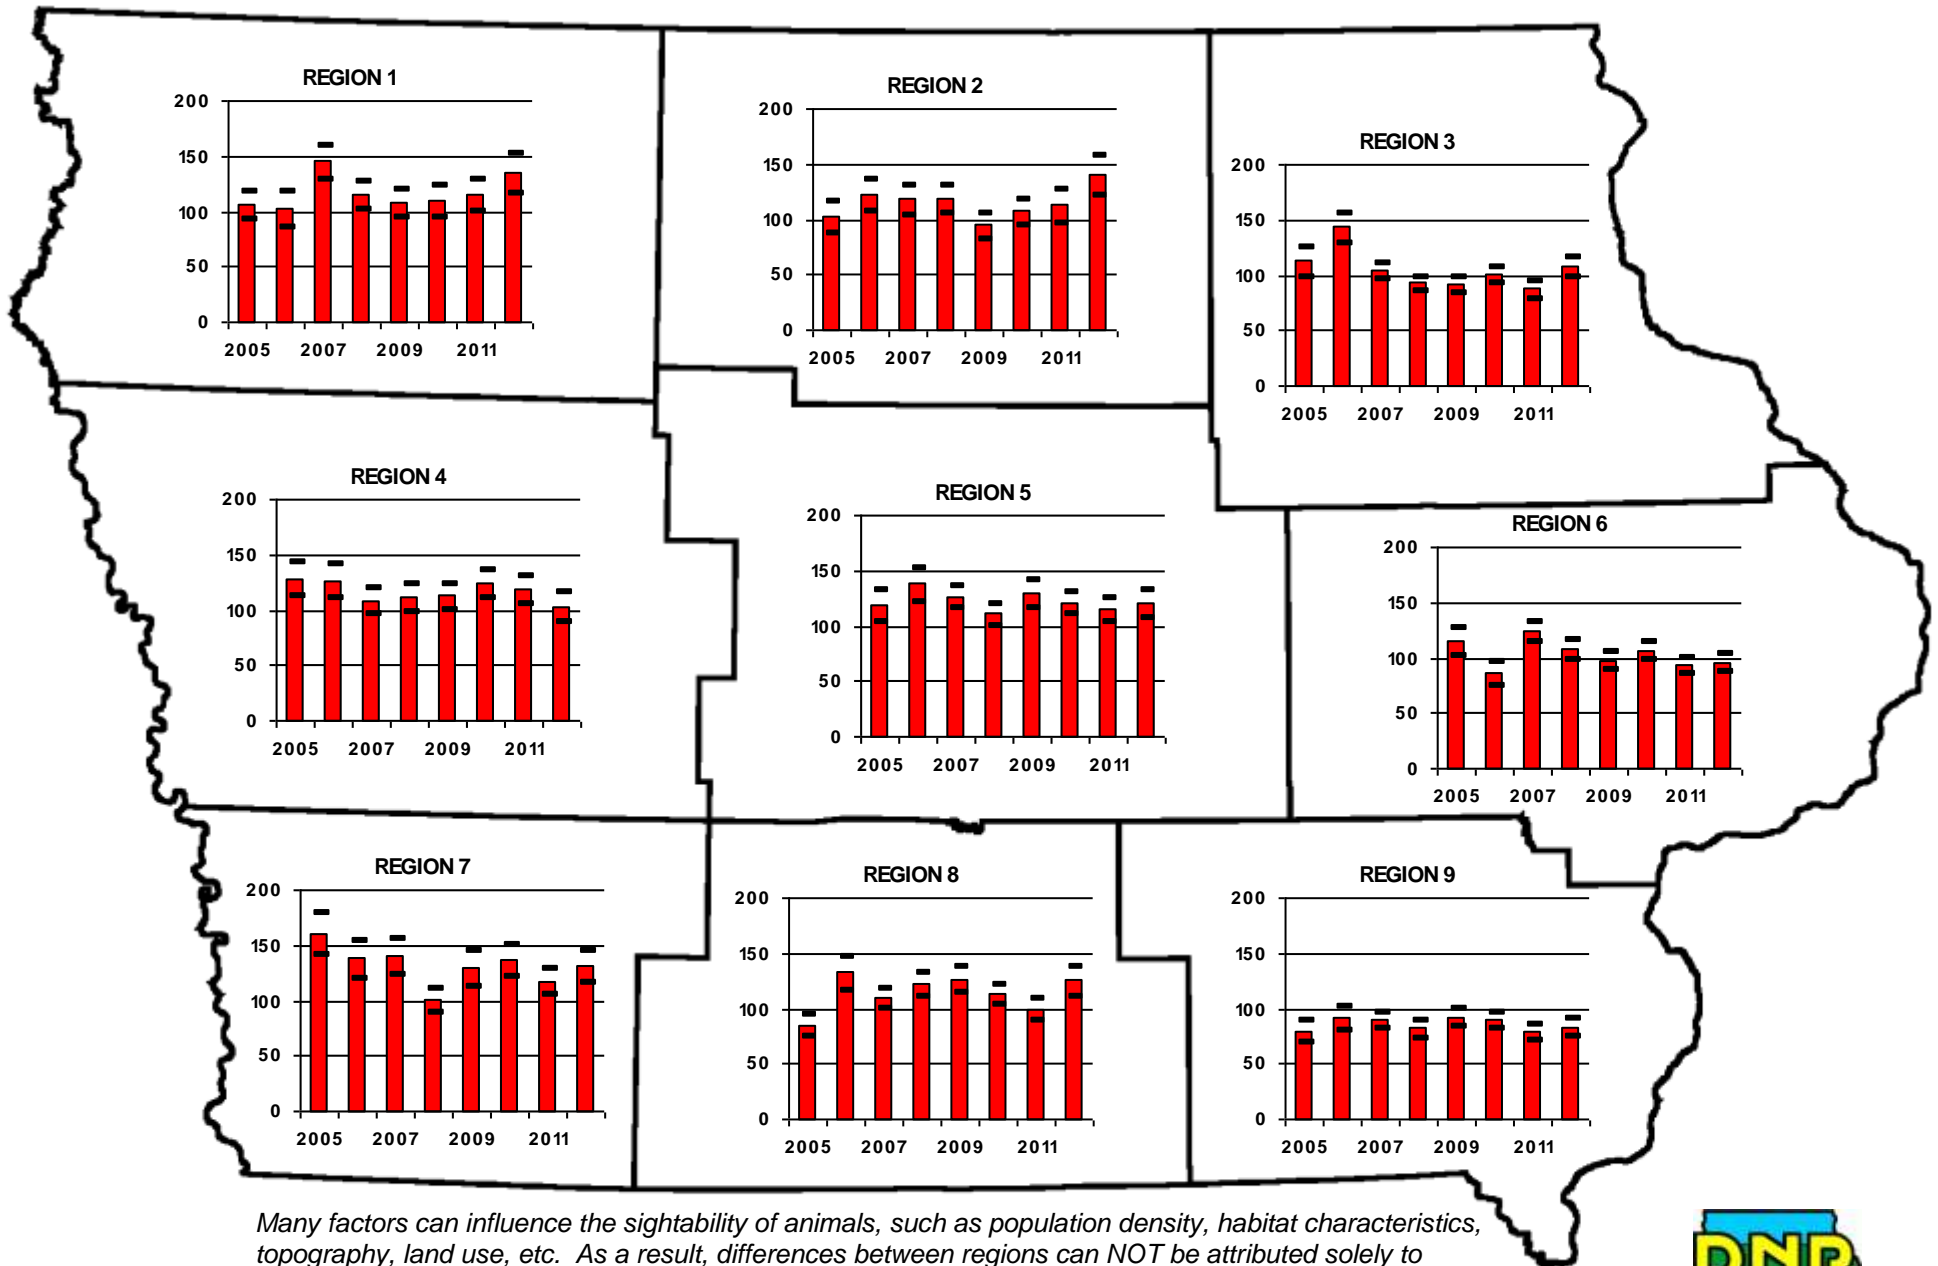 REGION 1
200
150
100
50
0
2005 2007 2009 2011
REGION 2
200
150
100
50
0
2005 2007 2009 2011
REGION 3
200
150
100
50
0
2005 2007 2009 2011
REGION 4
200
150
100
50
0
2005 2007 2009 2011
REGION 5
200
150
100
50
0
2005 2007 2009 2011
REGION 6
200
150
100
50
0
2005 2007 2009 2011
REGION 7
200
150
100
50
0
2005 2007 2009 2011
REGION 8
200
150
100
50
0
2005 2007 2009 2011
REGION 9
200
150
100
50
0
2005 2007 2009 2011
Many factors can influence the sightability of animals, such as population density, habitat characteristics,
topography, land use, etc. As a result, differences between regions can NOT be attributed solely to
DNR